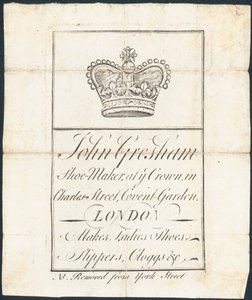 John Gresham
Shoe-Maker, at ye Crown, in
Charles-Street, Covent-Garden,
LONDON
Makes Ladies Shoes,
Slippers, Cloggs &c.
NB. Removed from York Street